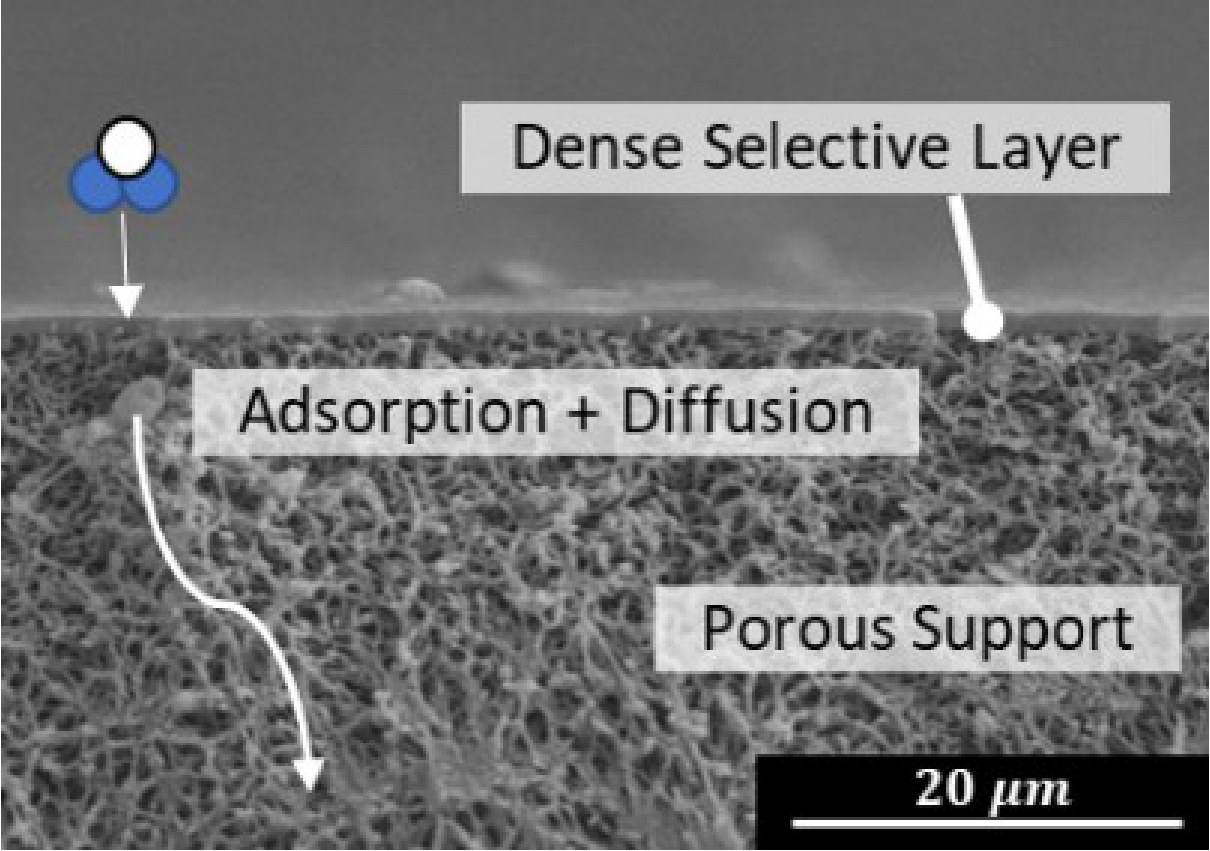 Dense Selective Layer
Adsorption + Diffusion
Porous Support
20 μm